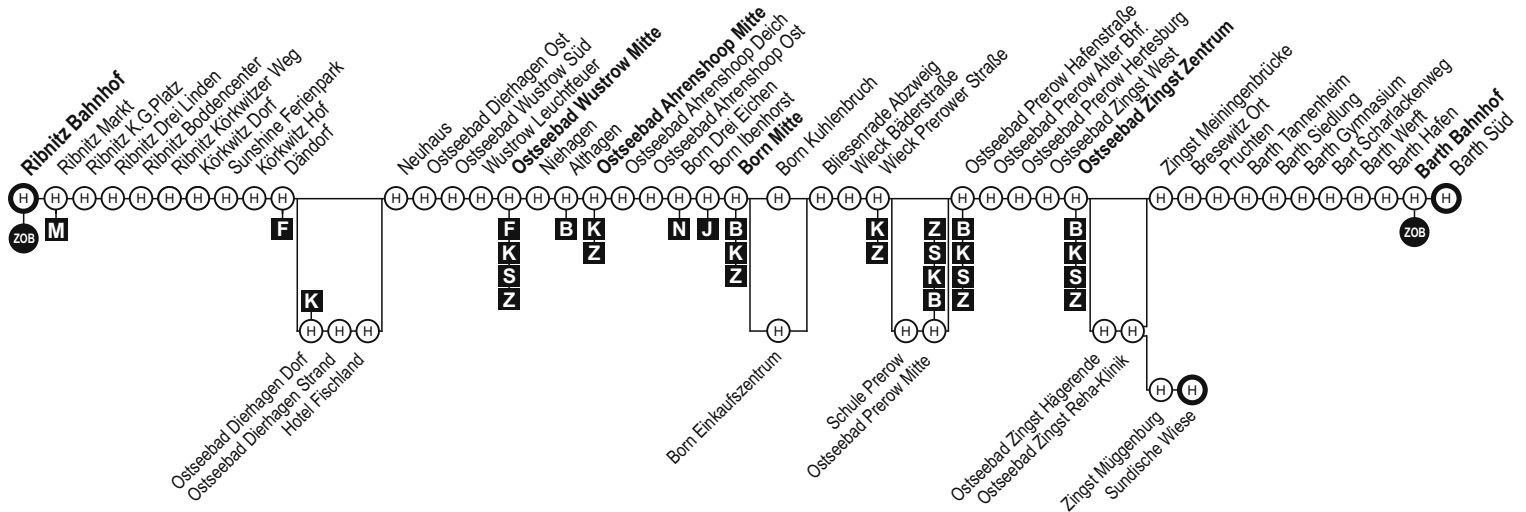 Ribnitz Bahnhof
Ribnitz Markt
Ribnitz K.G.Platz
Ribnitz Drei Linden
Ribnitz Boddencenter
Ribnitz Körkwitzer Weg
Körkwitz Dorf
Sunshine Ferienpark
Körkwitz Hof
Dändorf
Neuhaus
Ostseebad Dierhagen Ost
Ostseebad Wustrow Süd
Wustrow Leuchtfeuer
Ostseebad Wustrow Mitte
Niehagen
Althagen
Ostseebad Ahrenshoop Mitte
Ostseebad Ahrenshoop Deich
Ostseebad Ahrenshoop Ost
Born Drei Eichen
Born Ibenhorst
Born Mitte
Born Kuhlenbruch
Bliesenrade Abzweig
Wieck Bäderstraße
Wieck Prerower Straße
Ostseebad Prerow Hafenstraße
Ostseebad Prerow Alter Bhf.
Ostseebad Prerow Hertesburg
Ostseebad Zingst West
Ostseebad Zingst Zentrum
Zingst Meiningenbrücke
Bresewitz Ort
Pruchten
Barth Tannenheim
Barth Siedlung
Barth Gymnasium
Bart Scharlackenweg
Barth Werft
Barth Hafen
Barth Bahnhof
Barth Süd
H H H H H H H H H H H H H H H H H H H H H H H H H H H H H H H H H H H H H H H H H H H
ZOB M F F B K N J B K Z B B ZOB
K Z K Z S K
S K S S
K Z Z K B Z Z
Z
H H H H H H H H
Ostseebad Dierhagen Dorf
Ostseebad Dierhagen Strand
Hotel Fischland
Born Einkaufszentrum
Schule Prerow
Ostseebad Prerow Mitte
Ostseebad Zingst Hägerende
Ostseebad Zingst Reha-Klinik
H H
Zingst Müggenburg
Sundische Wiese